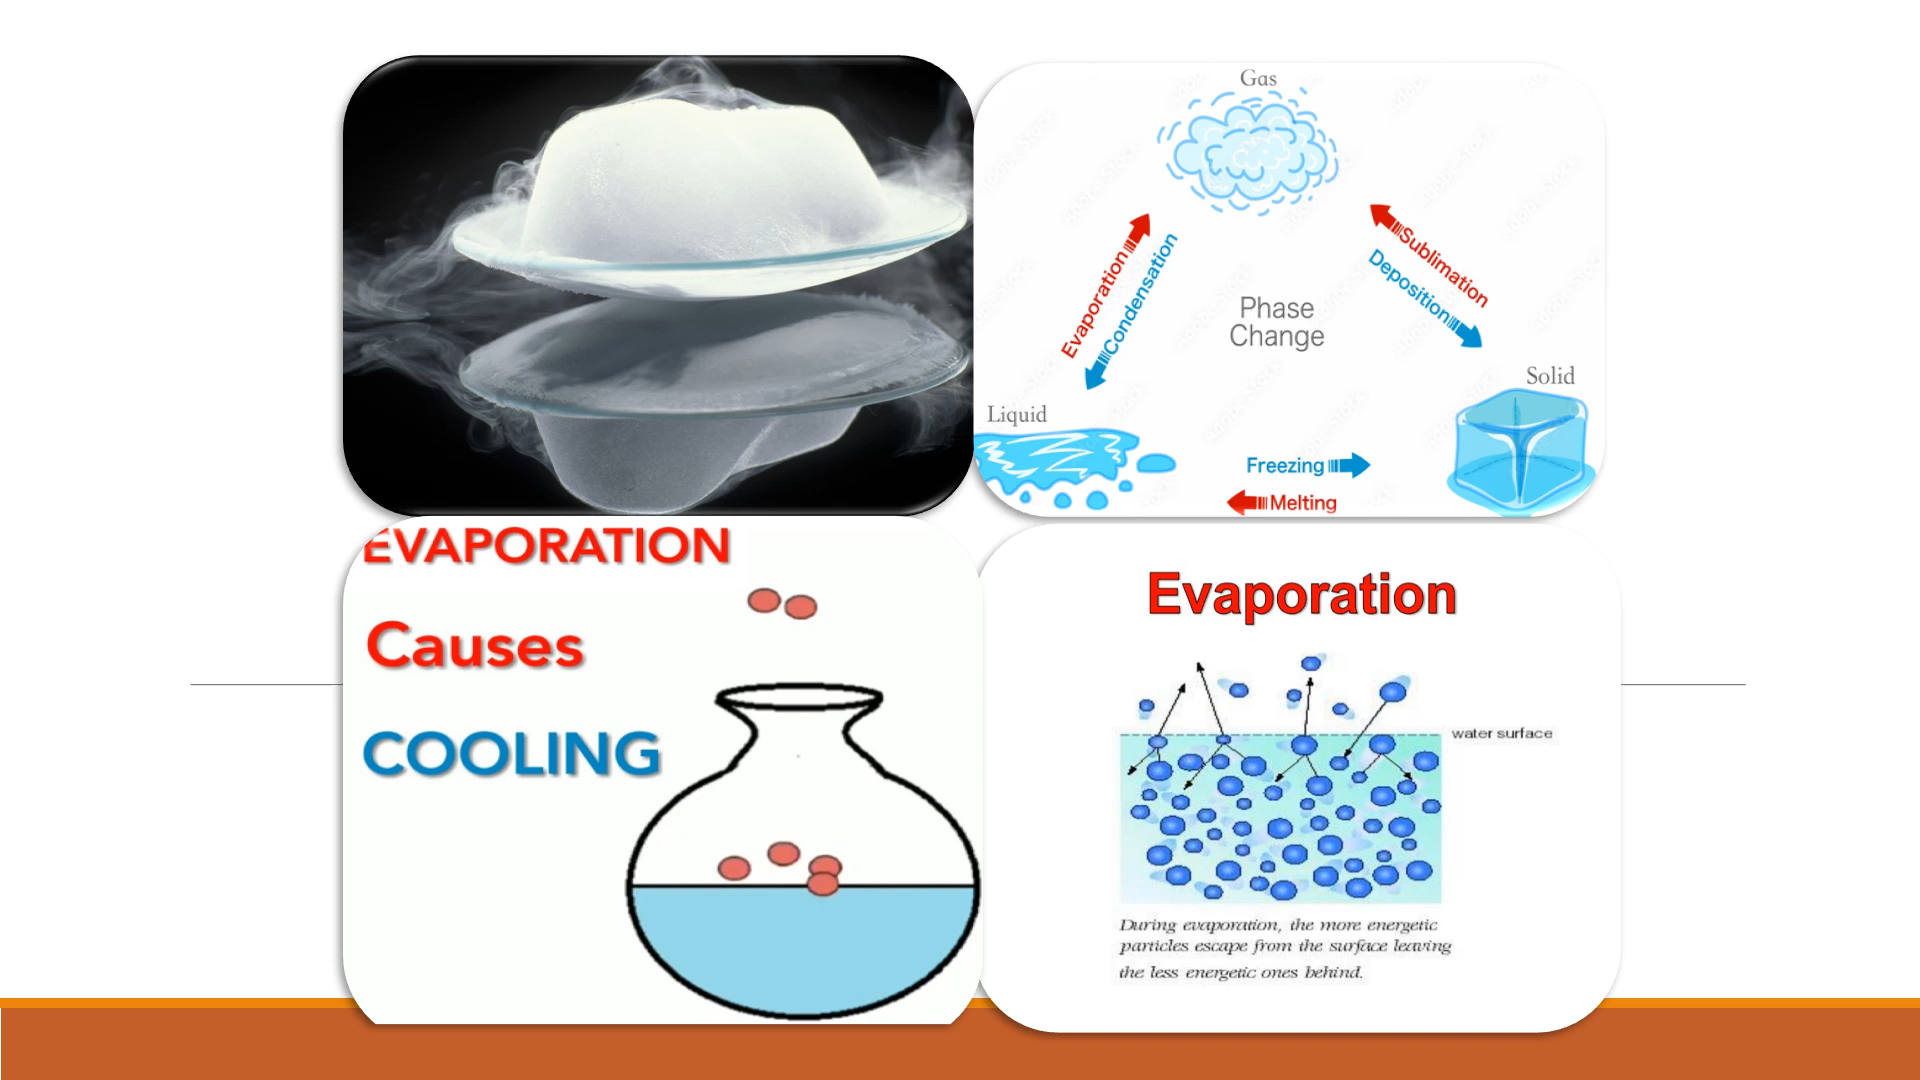 Gas
Evaporation
Condensation
Sublimation
Deposition
Phase
Change
Solid
Liquid
Freezing
Melting
EVAPORATION
Causes
COOLING
Evaporation
water surface
During evaporation, the more energetic
particles escape from the surface leaving
the less energetic ones behind.